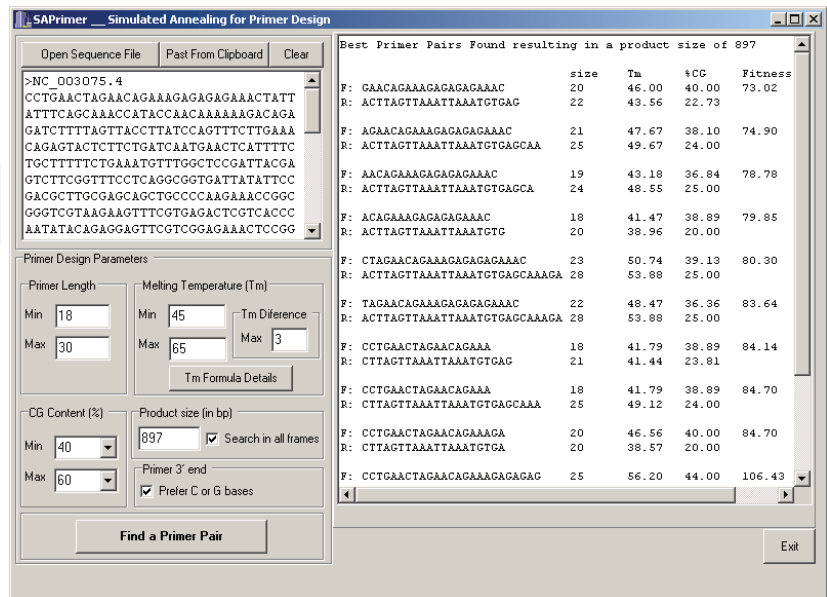 SAPrimer __ Simulated Annealing for Primer Design
Open Sequence File Past From Clipboard Clear
>NC_003075.4
CCTGAACTAGAACAGAAAGAGAGAGAAACTATT
ATTTCAGCAAACCATACCAACAAAAAAGACAGA
GATCTTTTAGTTACCTTATCCAGTTTCTTGAAA
CAGAGTACTCTTCTGATCAATGAACTCATTTTC
TGCTTTTTCTGAAATGTTTGGCTCCGATTACGA
GTCTTCGGTTTCCTCAGGCGGTGATTATATTCC
GACGCTTGCGAGCAGCTGCCCCAAGAAACCGGC
GGGTCGTAAGAAGTTTCGTGAGACTCGTCACCC
AATATACAGAGGAGTTCGTCGGAGAAACTCCGG
Primer Design Parameters
Primer Length
Min 18
Max 30
Melting Temperature (Tm)
Min 45
Max 65
Tm Diference
Max 3
Tm Formula Details
CG Content (%)
Min 40
Max 60
Product size (in bp)
897 Search in all frames
Primer 3´ end
Prefer C or G bases
Find a Primer Pair
Best Primer Pairs Found resulting in a product size of 897
size Tm %CG Fitness
F: GAACAGAAAGAGAGAGAAAC 20 46.00 40.00 73.02
R: ACTTAGTTAAATTAAATGTGAG 22 43.56 22.73
F: AGAACAGAAAGAGAGAGAAAC 21 47.67 38.10 74.90
R: ACTTAGTTAAATTAAATGTGAGCAA 25 49.67 24.00
F: AACAGAAAGAGAGAGAAAC 19 43.18 36.84 78.78
R: ACTTAGTTAAATTAAATGTGAGCA 24 48.55 25.00
F: ACAGAAAGAGAGAGAAAC 18 41.47 38.89 79.85
R: ACTTAGTTAAATTAAATGTG 20 38.96 20.00
F: CTAGAACAGAAAGAGAGAGAAAC 23 50.74 39.13 80.30
R: ACTTAGTTAAATTAAATGTGAGCAAAGA 28 53.88 25.00
F: TAGAACAGAAAGAGAGAGAAAC 22 48.47 36.36 83.64
R: ACTTAGTTAAATTAAATGTGAGCAAAGA 28 53.88 25.00
F: CCTGAACTAGAACAGAAA 18 41.79 38.89 84.14
R: CTTAGTTAAATTAAATGTGAG 21 41.44 23.81
F: CCTGAACTAGAACAGAAA 18 41.79 38.89 84.70
R: CTTAGTTAAATTAAATGTGAGCAAA 25 49.12 24.00
F: CCTGAACTAGAACAGAAAGA 20 46.56 40.00 84.70
R: CTTAGTTAAATTAAATGTGA 20 38.57 20.00
F: CCTGAACTAGAACAGAAAGAGAGAG 25 56.20 44.00 106.43
Exit